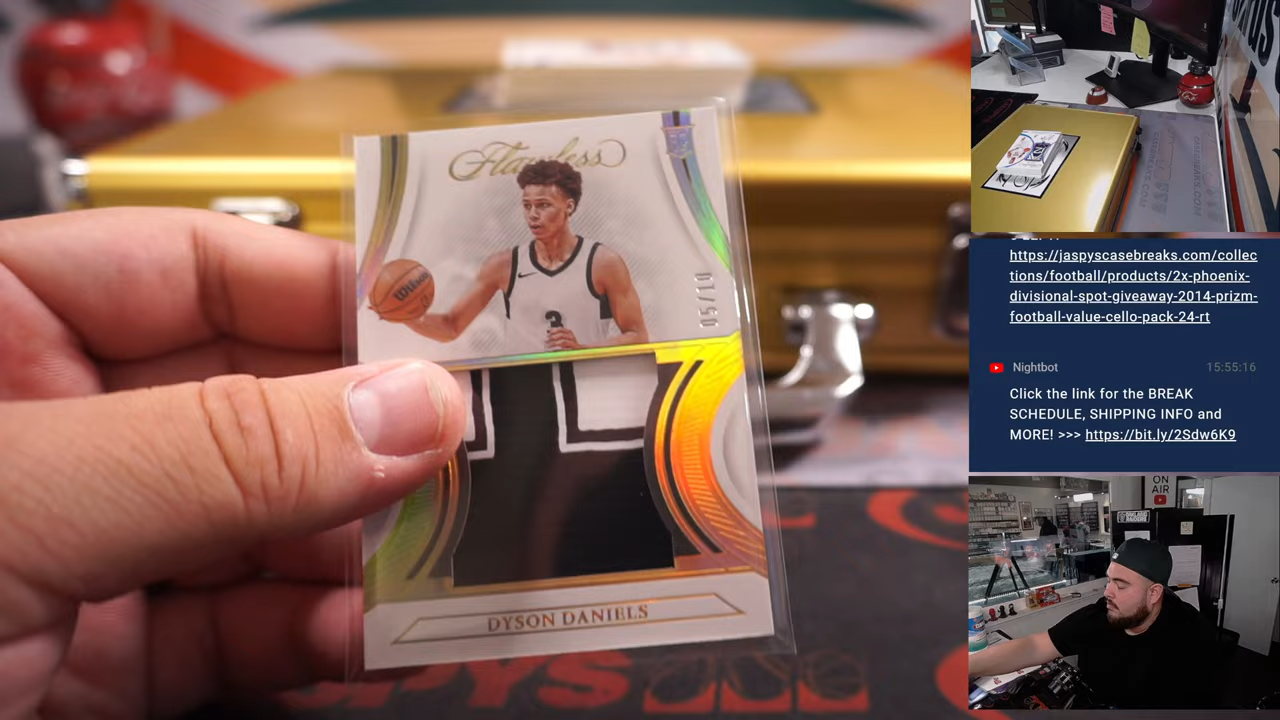 Flawless
Wilson
3
05/10
DYSON DANIELS
https://jaspyscasebreaks.com/collec
tions/football/products/2x-phoenix-
divisional-spot-giveaway-2014-prizm-
football-value-cello-pack-24-rt
Nightbot
15:55:16
Click the link for the BREAK
SCHEDULE, SHIPPING INFO and
MORE! >>> https://bit.ly/2Sdw6K9
ON
AIR